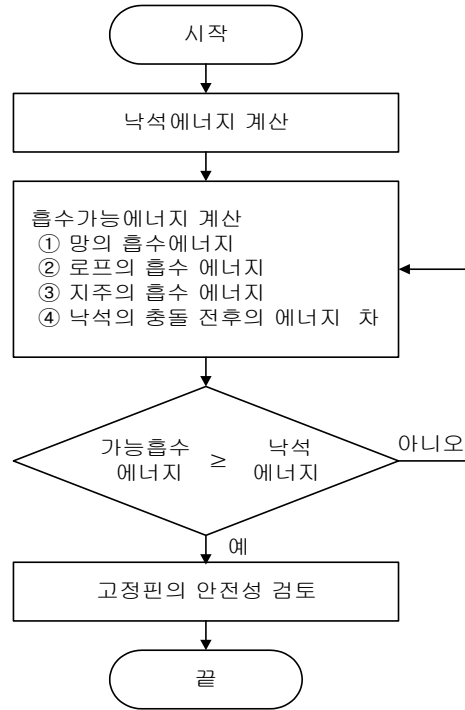 시작
낙석에너지 계산
흡수가능에너지 계산
① 망의 흡수에너지
② 로프의 흡수 에너지
③ 지주의 흡수 에너지
④ 낙석의 충돌 전후의 에너지 차
가능흡수 ≥ 낙석
에너지 에너지
아니오
예
고정핀의 안전성 검토
끝